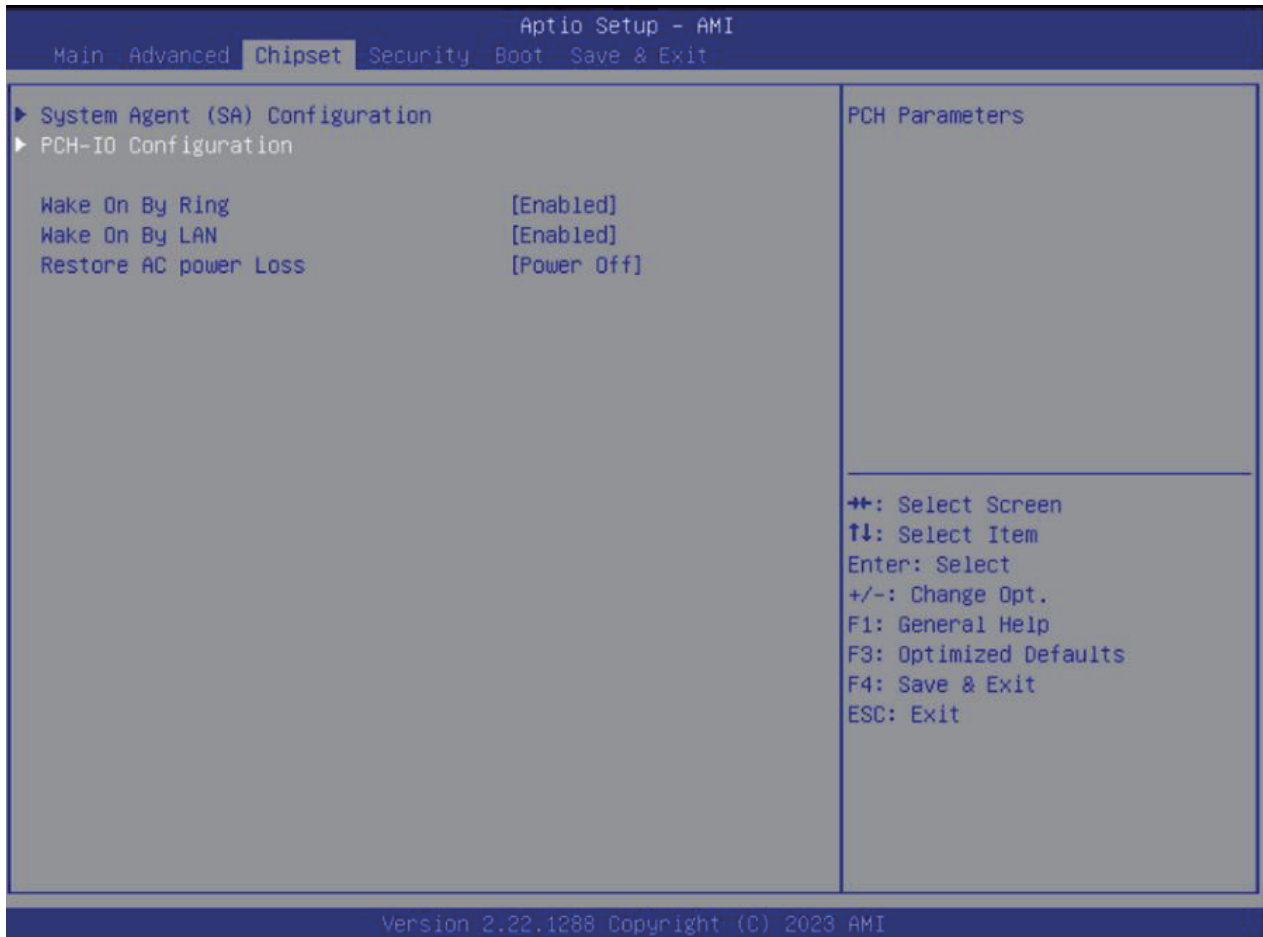 Aptio Setup – AMI
Main Advanced Chipset Security Boot Save & Exit
System Agent (SA) Configuration
PCH-IO Configuration
Wake On By Ring [Enabled]
Wake On By LAN [Enabled]
Restore AC power Loss [Power Off]
PCH Parameters
→←: Select Screen
↑↓: Select Item
Enter: Select
+/-: Change Opt.
F1: General Help
F3: Optimized Defaults
F4: Save & Exit
ESC: Exit
Version 2.22.1288 Copyright (C) 2023 AMI